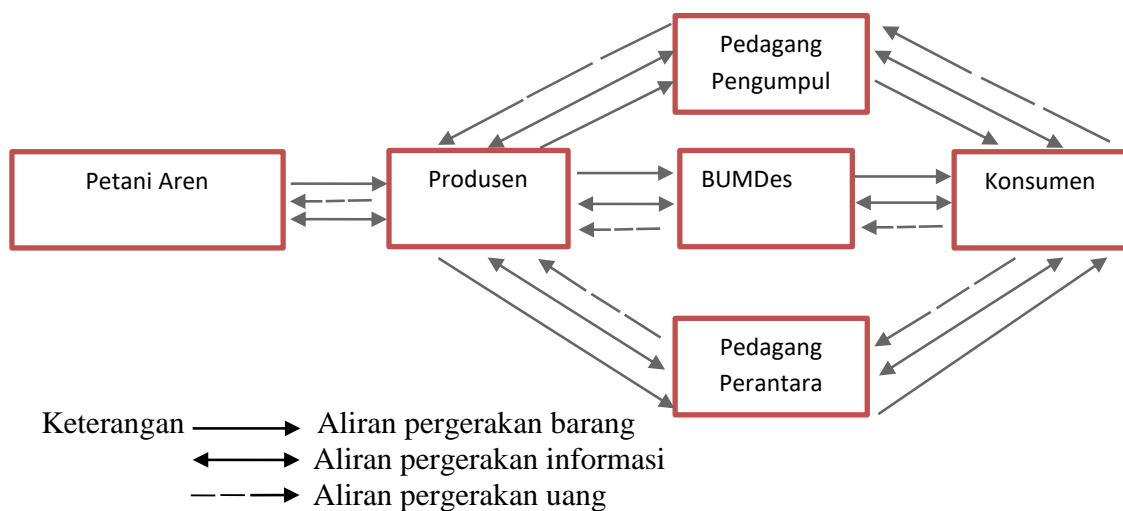 Pedagang
Pengumpul
Petani Aren
Produsen
BUMDes
Konsumen
Pedagang
Perantara
Keterangan
Aliran pergerakan barang
Aliran pergerakan informasi
Aliran pergerakan uang